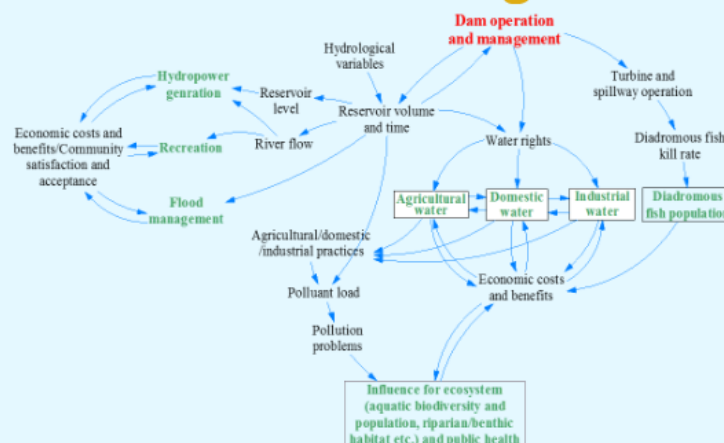 Dam operation
and management
Hydrological
variables
Hydropower
genration
Reservoir
level
Turbine and
spillway operation
Reservoir volume
and time
Economic costs and
benefits/Community
satisfaction and
acceptance
Recreation
River flow
Water rights
Diadromous fish
kill rate
Flood
management
Agricultural
water
Domestic
water
Industrial
water
Diadromous
fish population
Agricultural/domestic
/industrial practices
Polluant load
Economic costs
and benefits
Pollution
problems
Influence for ecosystem
(aquatic biodiversity and
population, riparian/benthic
habitat etc.) and public health